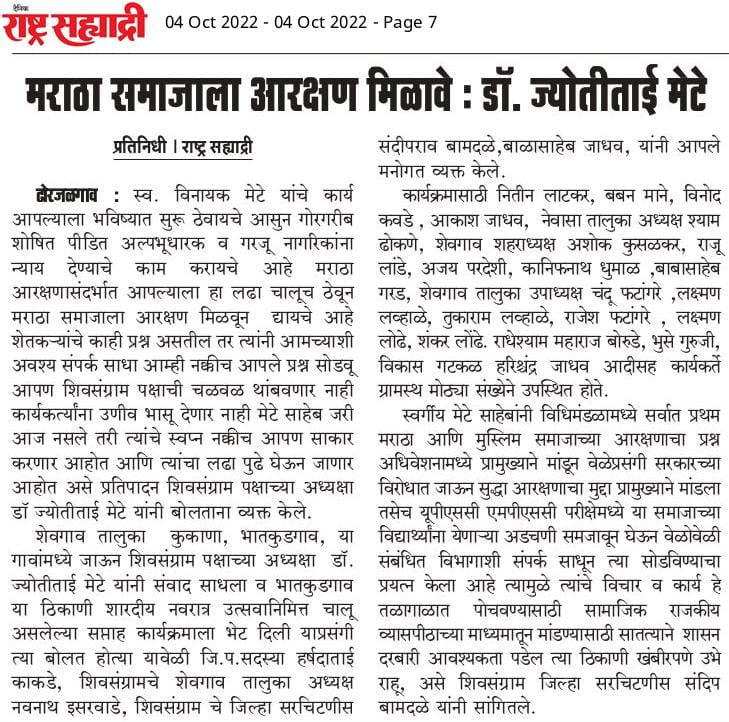 दैनिक
राष्ट्र सह्याद्री
04 Oct 2022 - 04 Oct 2022 - Page 7
मराठा समाजाला आरक्षण मिळावे : डॉ. ज्योतीताई मेटे
प्रतिनिधी । राष्ट्र सह्याद्री
ढोरजळगाव : स्व. विनायक मेटे यांचे कार्य
आपल्याला भविष्यात सुरू ठेवायचे आसुन गोरगरीब
शोषित पीडित अल्पभूधारक व गरजू नागरिकांना
न्याय देण्याचे काम करायचे आहे मराठा
आरक्षणासंदर्भात आपल्याला हा लढा चालूच ठेवून
मराठा समाजाला आरक्षण मिळवून द्यायचे आहे
शेतकऱ्यांचे काही प्रश्न असतील तर त्यांनी आमच्याशी
अवश्य संपर्क साधा आम्ही नक्कीच आपले प्रश्न सोडवू
आपण शिवसंग्राम पक्षाची चळवळ थांबवणार नाही
कार्यकर्त्यांना उणीव भासू देणार नाही मेटे साहेब जरी
आज नसले तरी त्यांचे स्वप्न नक्कीच आपण साकार
करणार आहोत आणि त्यांचा लढा पुढे घेऊन जाणार
आहोत असे प्रतिपादन शिवसंग्राम पक्षाच्या अध्यक्षा
डॉ ज्योतीताई मेटे यांनी बोलताना व्यक्त केले.
शेवगाव तालुका कुकाणा, भातकुडगाव, या
गावांमध्ये जाऊन शिवसंग्राम पक्षाच्या अध्यक्षा डॉ.
ज्योतीताई मेटे यांनी संवाद साधला व भातकुडगाव
या ठिकाणी शारदीय नवरात्र उत्सवानिमित्त चालू
असलेल्या सप्ताह कार्यक्रमाला भेट दिली याप्रसंगी
त्या बोलत होत्या यावेळी जि.प.सदस्या हर्षदाताई
काकडे, शिवसंग्रामचे शेवगाव तालुका अध्यक्ष
नवनाथ इसरवाडे, शिवसंग्राम चे जिल्हा सरचिटणीस
संदीपराव बामदळे,बाळासाहेब जाधव, यांनी आपले
मनोगत व्यक्त केले.
कार्यक्रमासाठी नितीन लाटकर, बबन माने, विनोद
कवडे , आकाश जाधव, नेवासा तालुका अध्यक्ष श्याम
ढोकणे, शेवगाव शहराध्यक्ष अशोक कुसळकर, राजू
लांडे, अजय परदेशी, कानिफनाथ धुमाळ ,बाबासाहेब
गरड, शेवगाव तालुका उपाध्यक्ष चंदू फटांगरे ,लक्ष्मण
लव्हाळे, तुकाराम लव्हाळे, राजेश फटांगरे , लक्ष्मण
लोढे, शंकर लोंढे. राधेश्याम महाराज बोरुडे, भुसे गुरुजी,
विकास गटकळ हरिश्चंद्र जाधव आदीसह कार्यकर्ते
ग्रामस्थ मोठ्या संख्येने उपस्थित होते.
स्वर्गीय मेटे साहेबांनी विधिमंडळामध्ये सर्वात प्रथम
मराठा आणि मुस्लिम समाजाच्या आरक्षणाचा प्रश्न
अधिवेशनामध्ये प्रामुख्याने मांडून वेळेप्रसंगी सरकारच्या
विरोधात जाऊन सुद्धा आरक्षणाचा मुद्दा प्रामुख्याने मांडला
तसेच यूपीएससी एमपीएससी परीक्षेमध्ये या समाजाच्या
विद्यार्थ्यांना येणाऱ्या अडचणी समजावून घेऊन वेळोवेळी
संबंधित विभागाशी संपर्क साधून त्या सोडविण्याचा
प्रयत्न केला आहे त्यामुळे त्यांचे विचार व कार्य हे
तळागाळात पोचवण्यासाठी सामाजिक राजकीय
व्यासपीठाच्या माध्यमातून मांडण्यासाठी सातत्याने शासन
दरबारी आवश्यकता पडेल त्या ठिकाणी खंबीरपणे उभे
राहू, असे शिवसंग्राम जिल्हा सरचिटणीस संदिप
बामदळे यांनी सांगितले.